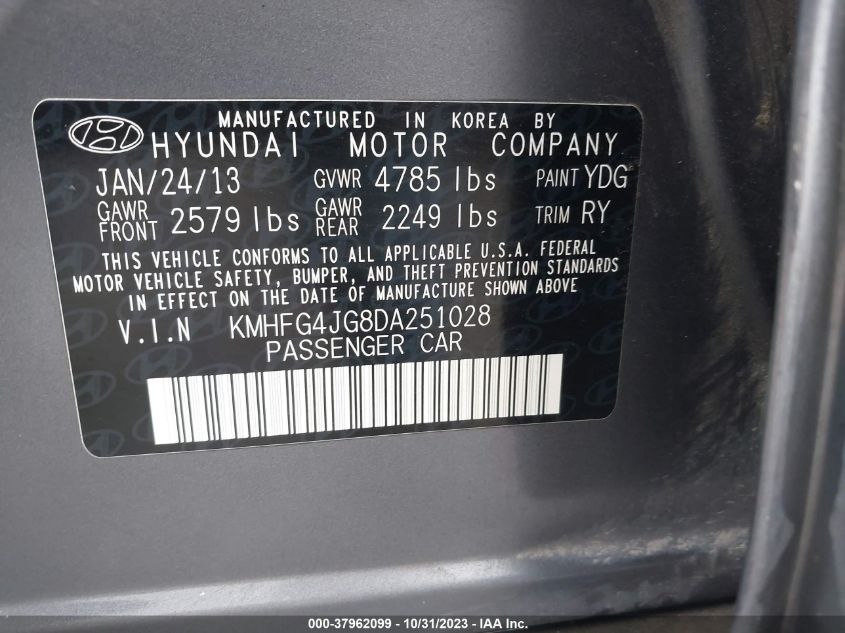 MANUFACTURED IN KOREA BY
HYUNDAI MOTOR COMPANY
JAN/24/13 GVWR 4785 lbs PAINT YDG
GAWR FRONT 2579 lbs GAWR REAR 2249 lbs TRIM RY
THIS VEHICLE CONFORMS TO ALL APPLICABLE U.S.A. FEDERAL
MOTOR VEHICLE SAFETY, BUMPER, AND THEFT PREVENTION STANDARDS
IN EFFECT ON THE DATE OF MANUFACTURE SHOWN ABOVE
V.I.N KMHFG4JG8DA251028
PASSENGER CAR
000-37962099 - 10/31/2023 - IAA Inc.